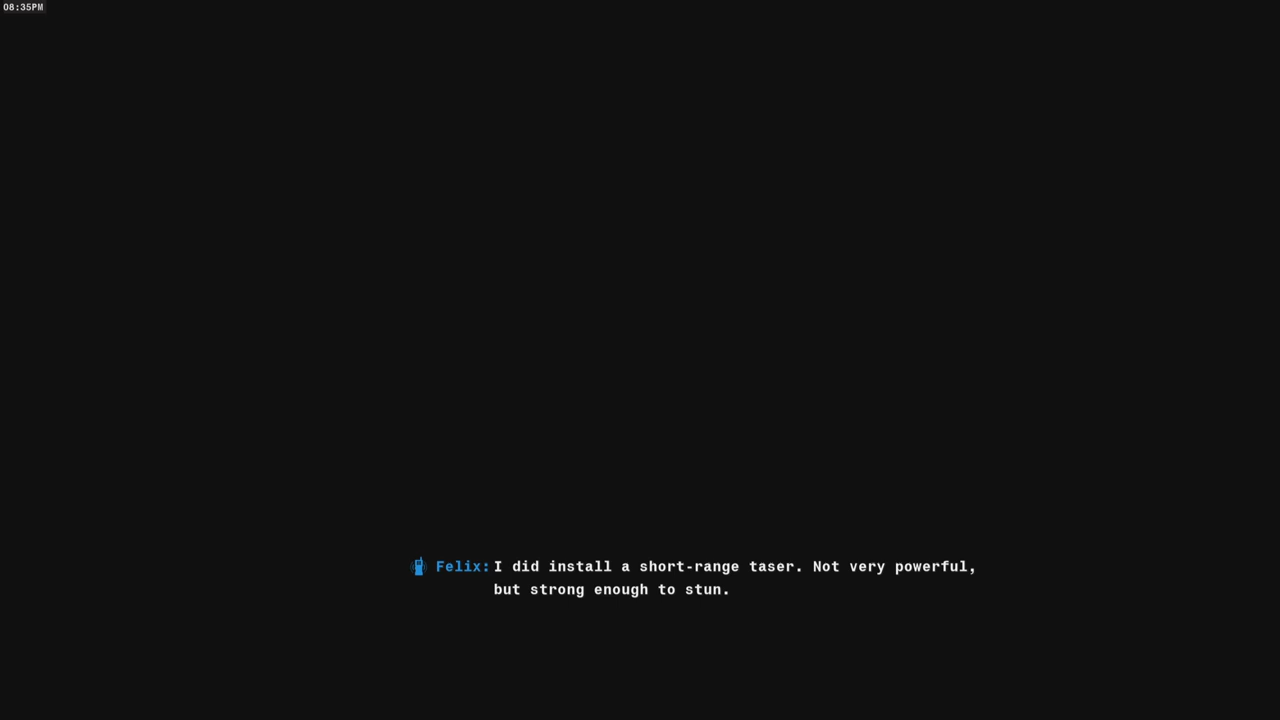 08:35PM
Felix: I did install a short-range taser. Not very powerful,
but strong enough to stun.